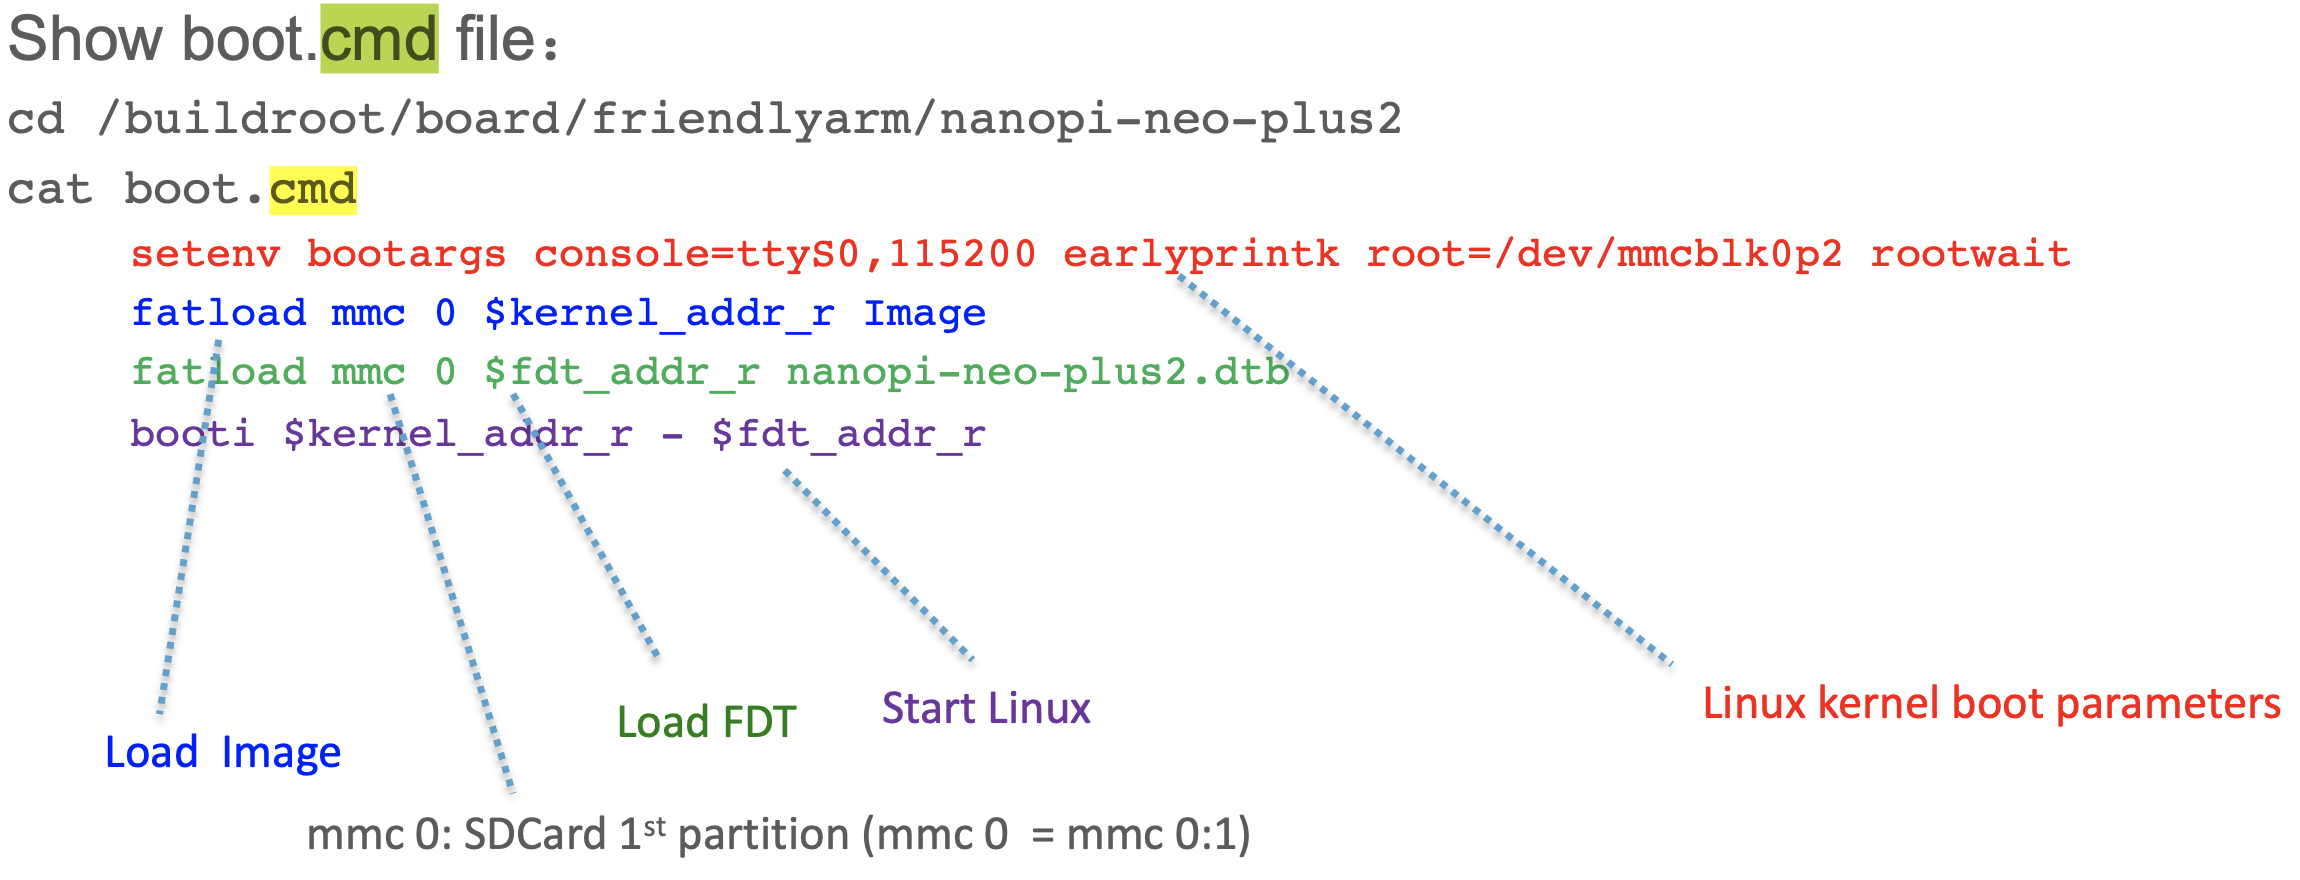 Show boot.cmd file：
cd /buildroot/board/friendlyarm/nanopi-neo-plus2
cat boot.cmd
setenv bootargs console=ttyS0,115200 earlyprintk root=/dev/mmcblk0p2 rootwait
fatload mmc 0 $kernel_addr_r Image
fatload mmc 0 $fdt_addr_r nanopi-neo-plus2.dtb
booti $kernel_addr_r - $fdt_addr_r
Linux kernel boot parameters
Start Linux
Load FDT
Load Image
mmc 0: SDCard 1st partition (mmc 0 = mmc 0:1)